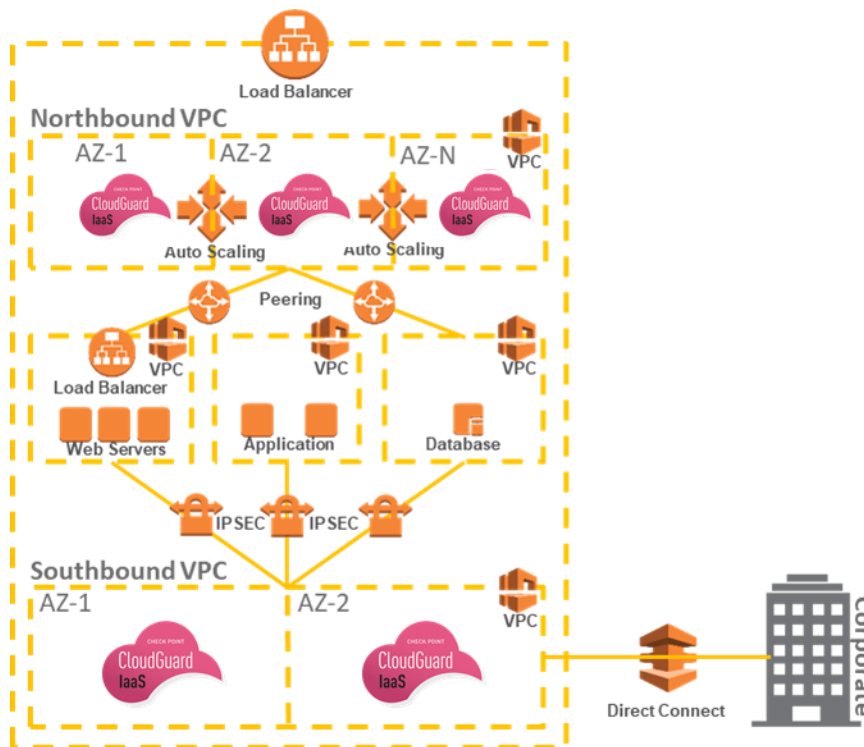 Load Balancer
Northbound VPC
AZ-1
AZ-2
AZ-N
VPC
CHECK POINT
CloudGuard
IaaS
CHECK POINT
CloudGuard
IaaS
CHECK POINT
CloudGuard
IaaS
Auto Scaling
Auto Scaling
Peering
VPC
VPC
VPC
Load Balancer
Web Servers
Application
Database
IPSEC
IPSEC
Southbound VPC
AZ-1
AZ-2
VPC
CHECK POINT
CloudGuard
IaaS
CHECK POINT
CloudGuard
IaaS
Direct Connect
Corporate